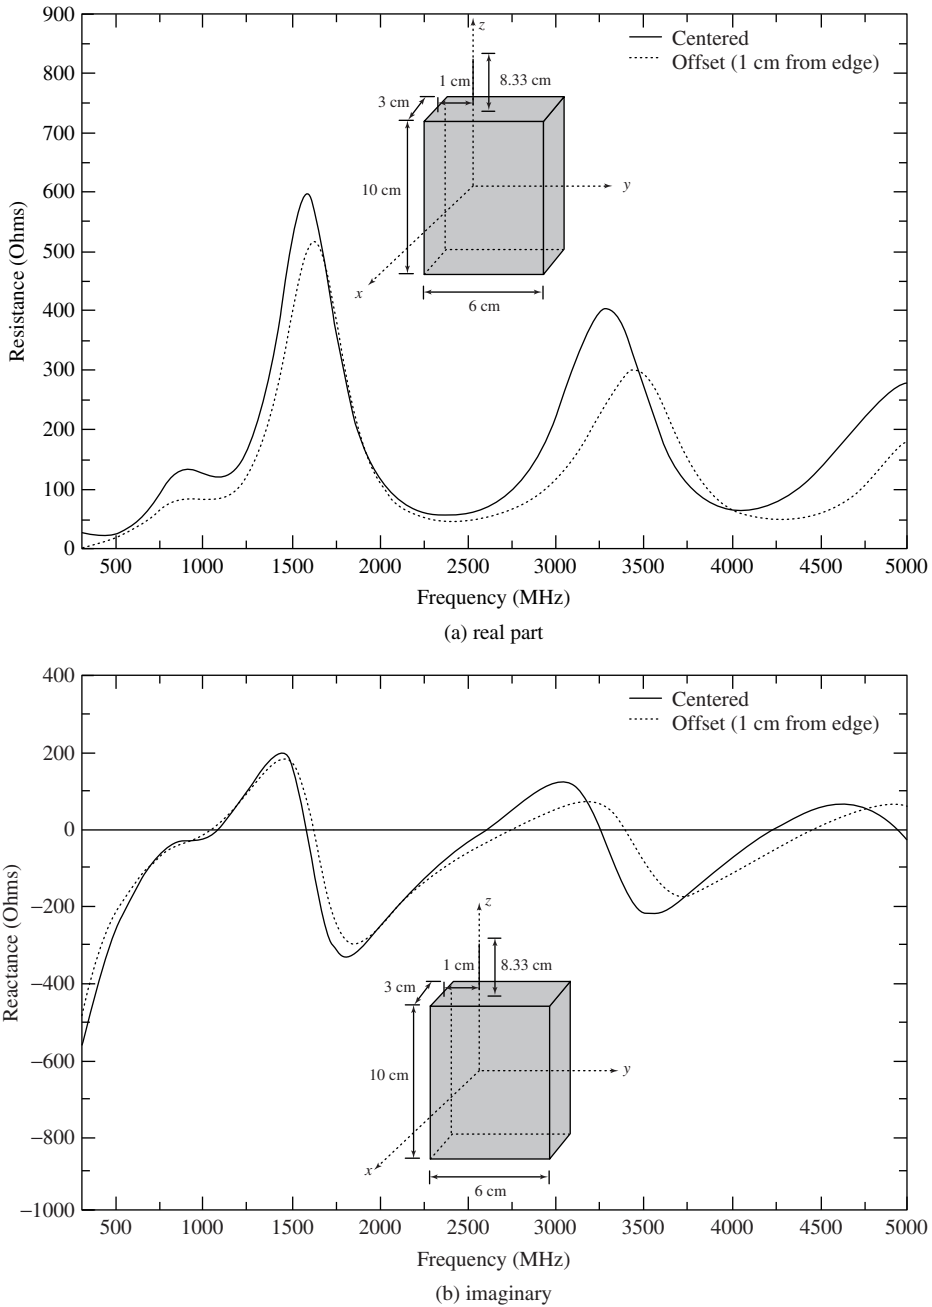 900
800
700
600
500
400
300
200
100
0
Resistance (Ohms)
Centered
Offset (1 cm from edge)
z
1 cm
8.33 cm
3 cm
10 cm
y
x
6 cm
500
1000
1500
2000
2500
3000
3500
4000
4500
5000
Frequency (MHz)
(a) real part
400
200
0
−200
−400
−600
−800
−1000
Reactance (Ohms)
Centered
Offset (1 cm from edge)
z
1 cm
8.33 cm
3 cm
10 cm
y
x
6 cm
500
1000
1500
2000
2500
3000
3500
4000
4500
5000
Frequency (MHz)
(b) imaginary